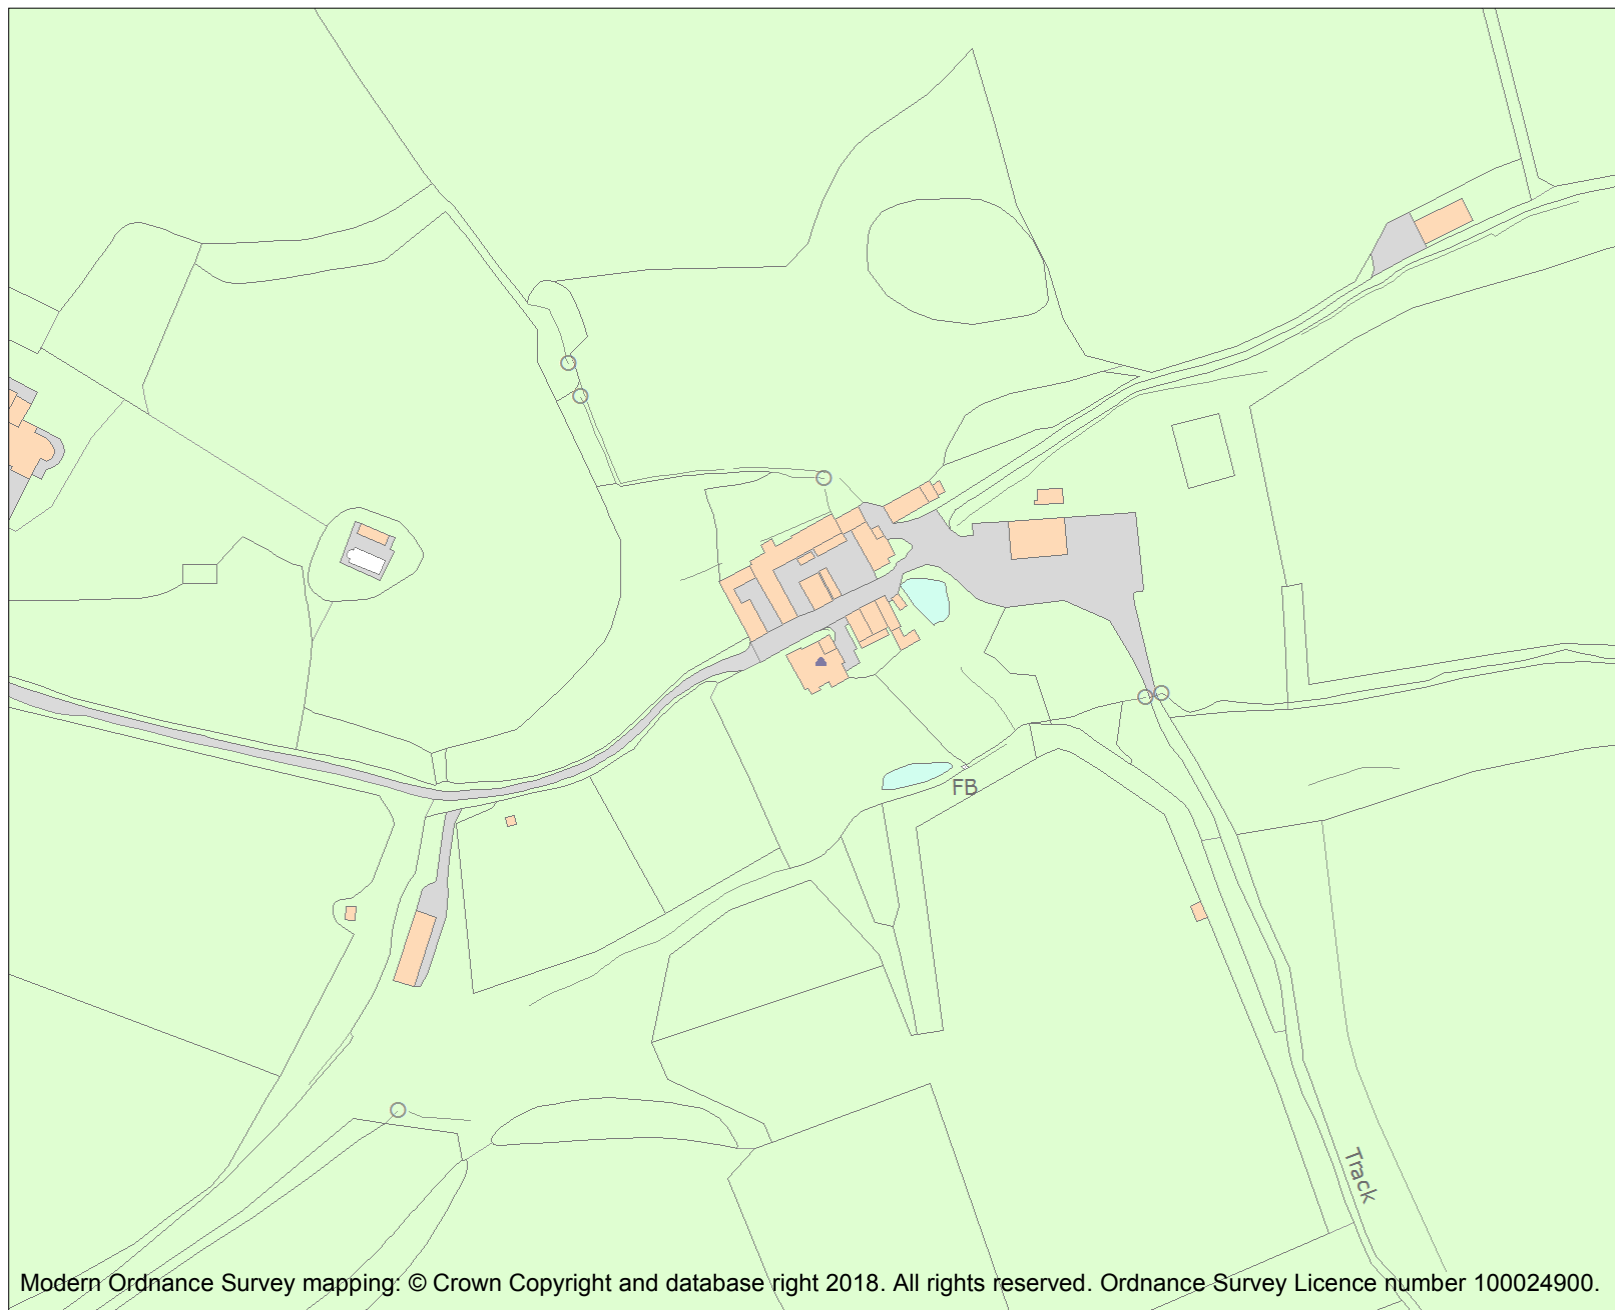 FB
Track
Modern Ordnance Survey mapping: © Crown Copyright and database right 2018. All rights reserved. Ordnance Survey Licence number 100024900.